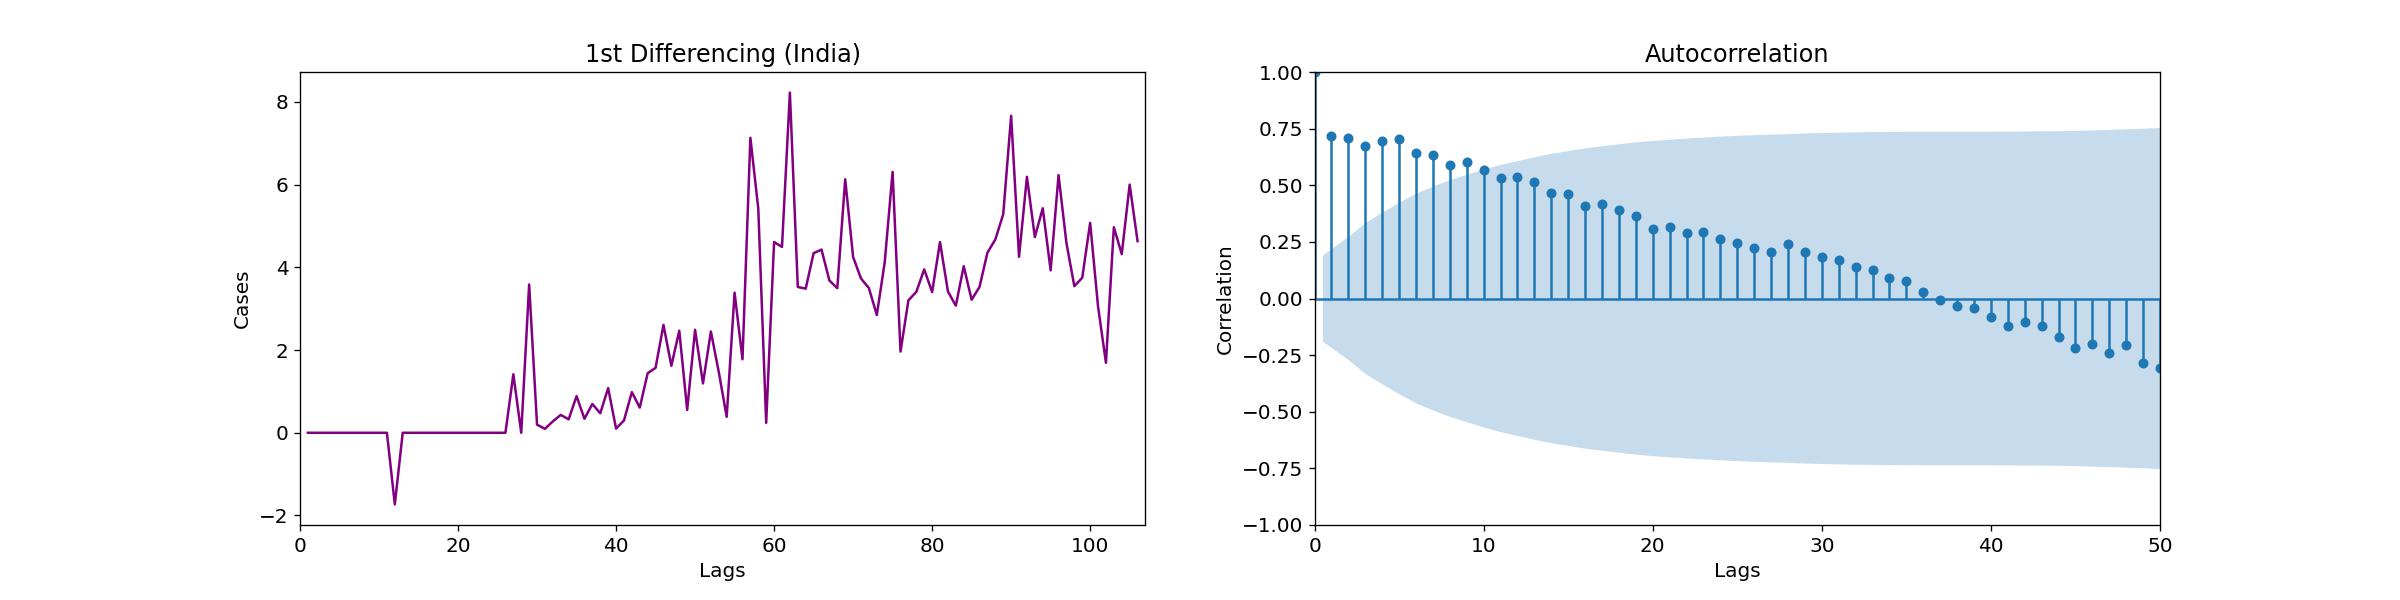 1st Differencing (India)
Cases
8
6
4
2
0
−2
0 20 40 60 80 100
Lags
Autocorrelation
Correlation
1.00
0.75
0.50
0.25
0.00
−0.25
−0.50
−0.75
−1.00
0 10 20 30 40 50
Lags